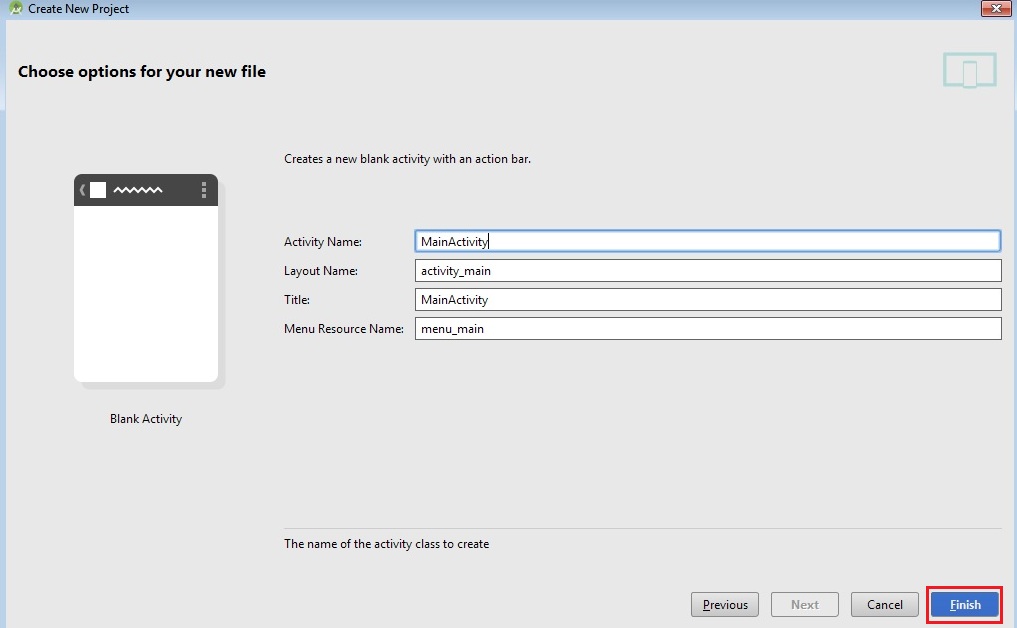 Create New Project
Choose options for your new file
Creates a new blank activity with an action bar.
Activity Name: MainActivity
Layout Name: activity_main
Title: MainActivity
Menu Resource Name: menu_main
Blank Activity
The name of the activity class to create
Previous Next Cancel Finish